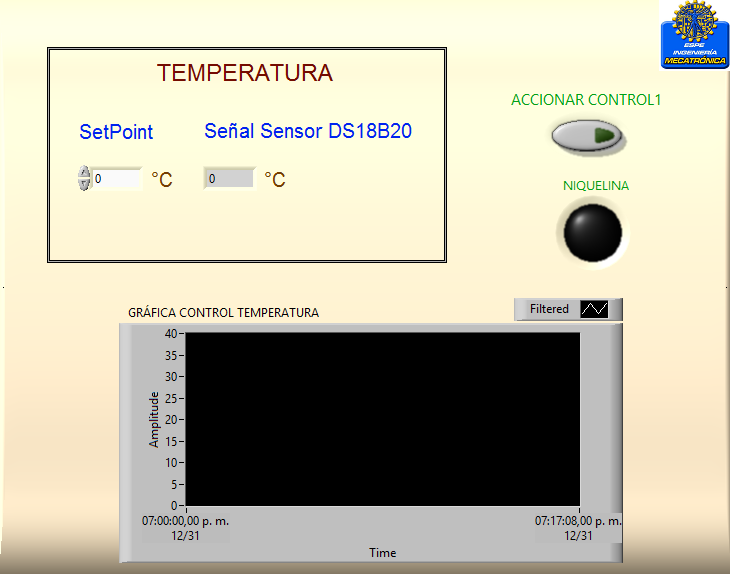 ESPE
INGENIERÍA
MECATRÓNICA
TEMPERATURA
SetPoint
Señal Sensor DS18B20
0
°C
0
°C
ACCIONAR CONTROL1
NIQUELINA
GRÁFICA CONTROL TEMPERATURA
Filtered
Amplitude
40
35
30
25
20
15
10
5
0
07:00:00,00 p. m.
12/31
07:17:08,00 p. m.
12/31
Time